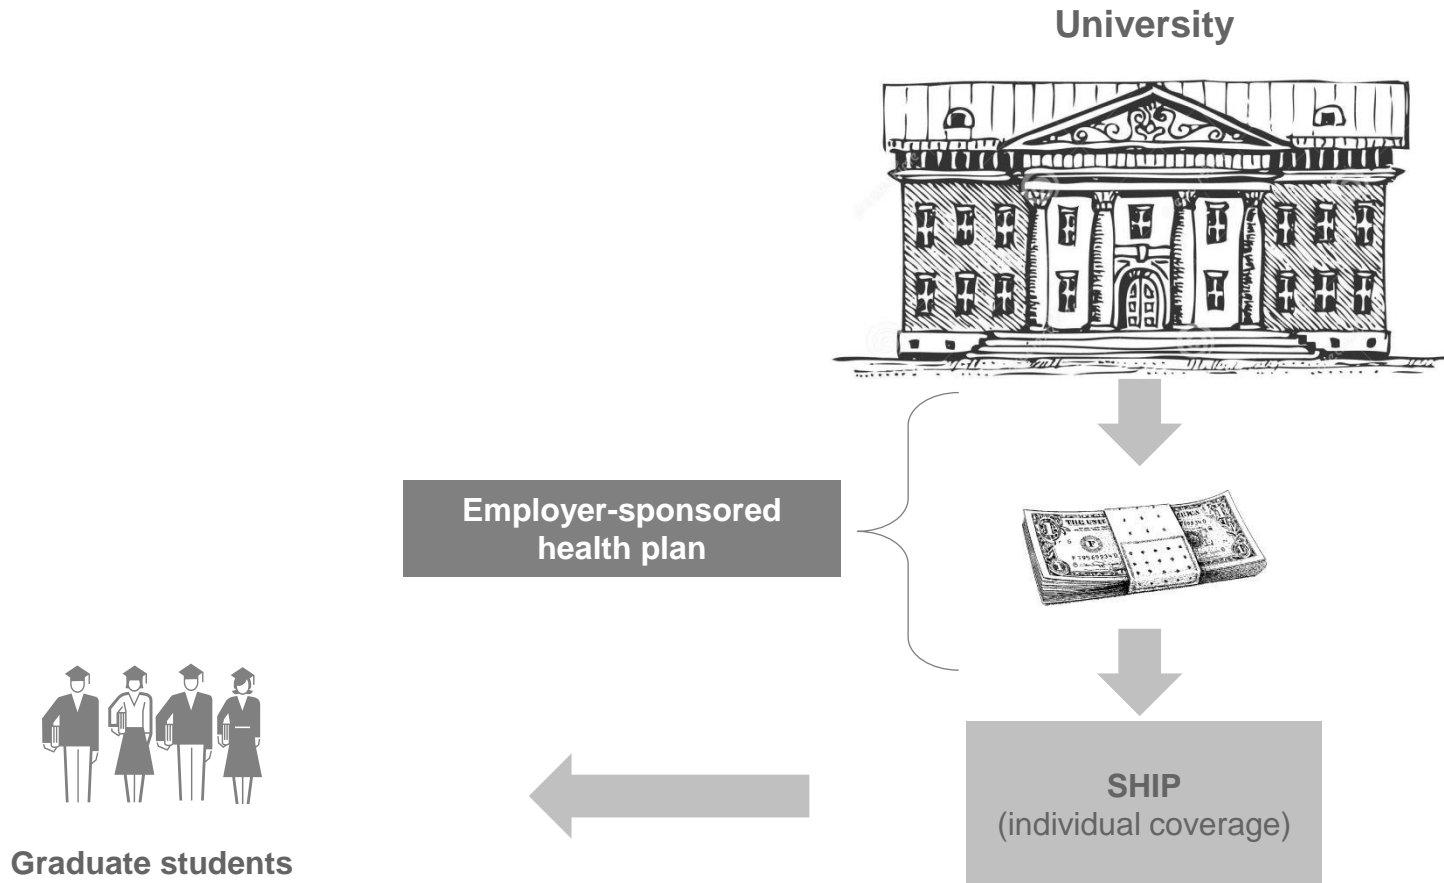 University
Employer-sponsored
health plan
SHIP
(individual coverage)
Graduate students